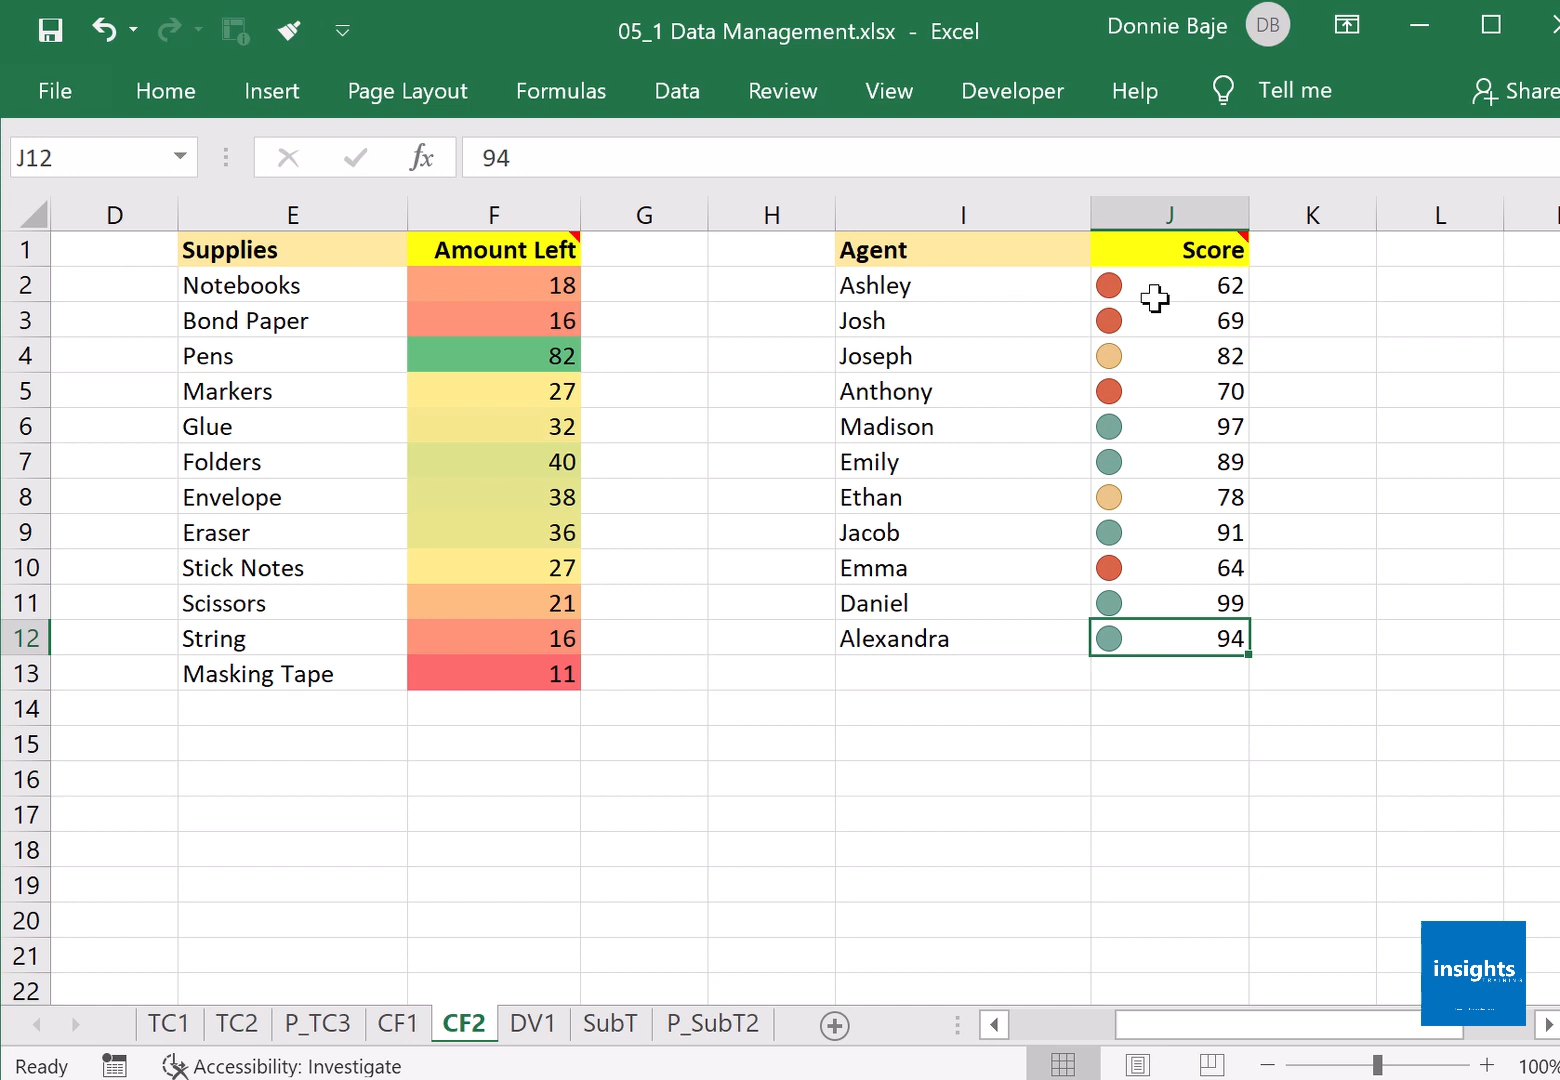 05_1 Data Management.xlsx - Excel
Donnie Baje DB
File Home Insert Page Layout Formulas Data Review View Developer Help Tell me Share
J12 fx 94
D E F G H I J K L
1 Supplies Amount Left Agent Score
2 Notebooks 18 Ashley 62
3 Bond Paper 16 Josh 69
4 Pens 82 Joseph 82
5 Markers 27 Anthony 70
6 Glue 32 Madison 97
7 Folders 40 Emily 89
8 Envelope 38 Ethan 78
9 Eraser 36 Jacob 91
10 Stick Notes 27 Emma 64
11 Scissors 21 Daniel 99
12 String 16 Alexandra 94
13 Masking Tape 11
14
15
16
17
18
19
20
21
22
insights
TRAINING
TC1 TC2 P_TC3 CF1 CF2 DV1 SubT P_SubT2
Ready Accessibility: Investigate 100%